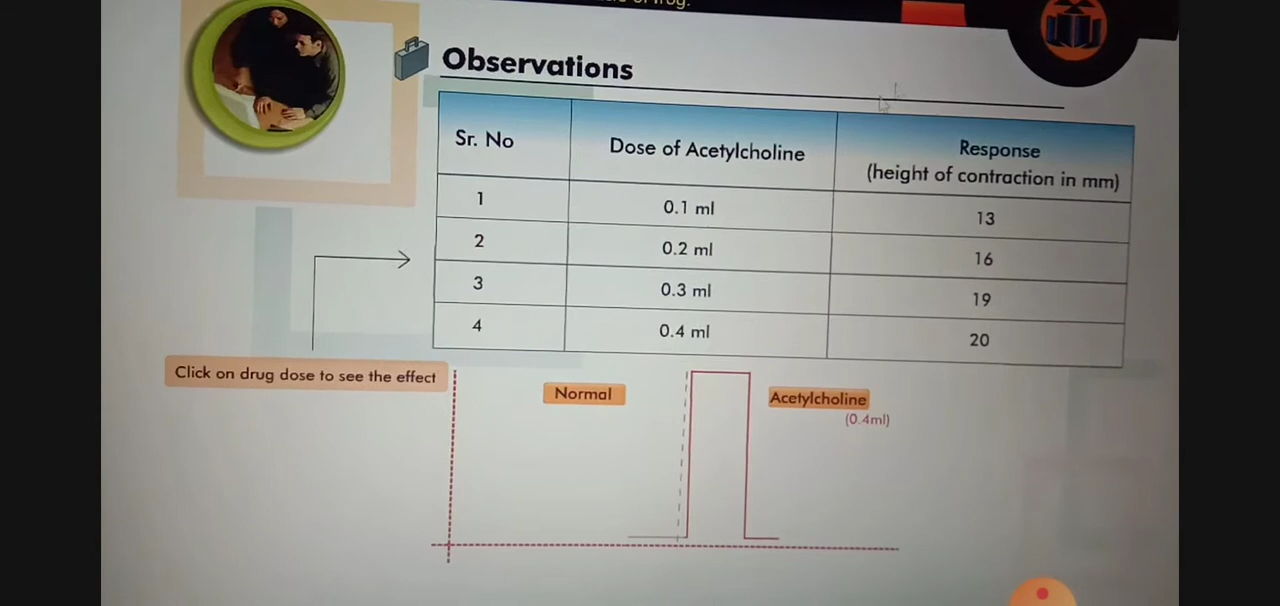 frog.
Observations
Sr. No Dose of Acetylcholine Response (height of contraction in mm)
1 0.1 ml 13
2 0.2 ml 16
3 0.3 ml 19
4 0.4 ml 20
Click on drug dose to see the effect
Normal
Acetylcholine
(0.4ml)